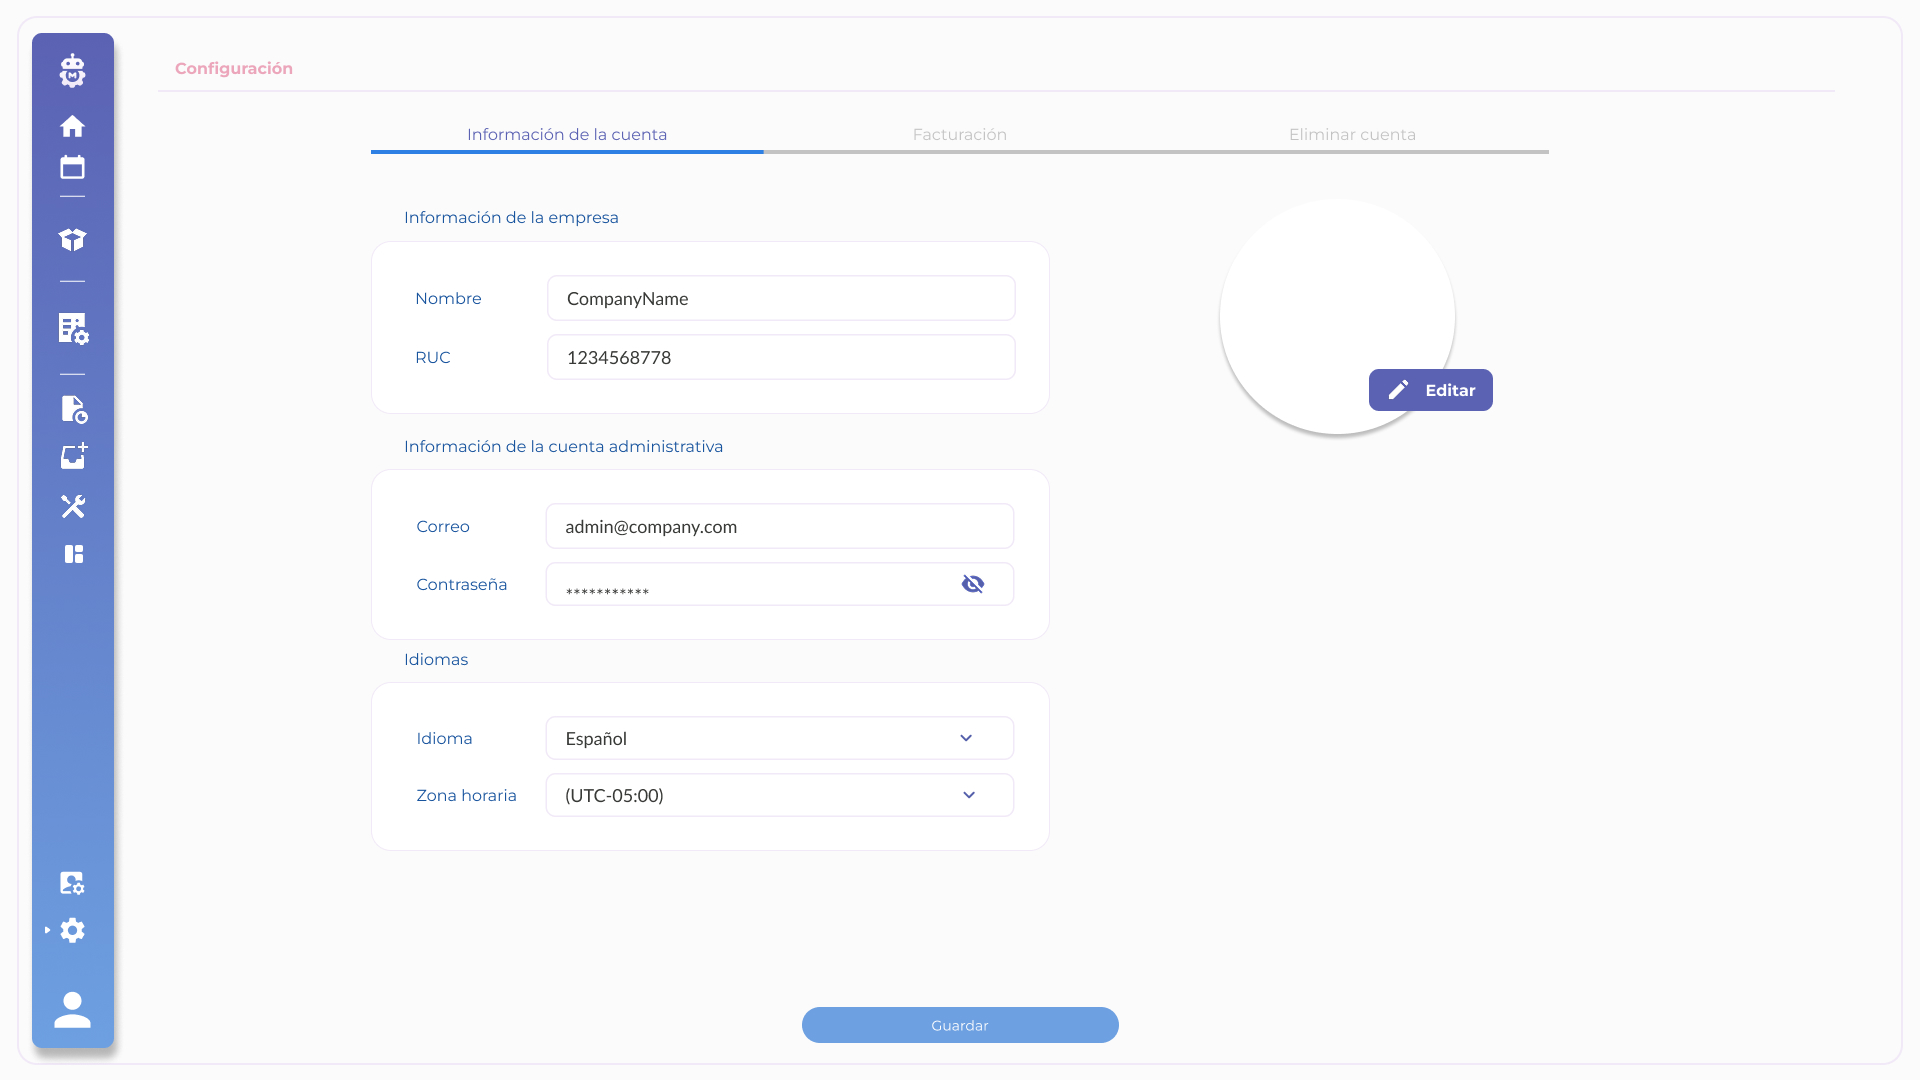 Configuración
Información de la cuenta
Facturación
Eliminar cuenta
Información de la empresa
Nombre
CompanyName
RUC
1234568778
Editar
Información de la cuenta administrativa
Correo
admin@company.com
Contraseña
***********
Idiomas
Idioma
Español
Zona horaria
(UTC-05:00)
Guardar